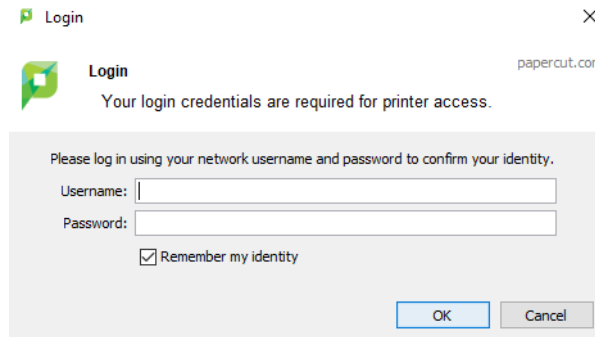 Login
Login
papercut.co
Your login credentials are required for printer access.
Please log in using your network username and password to confirm your identity.
Username:
Password:
Remember my identity
OK
Cancel